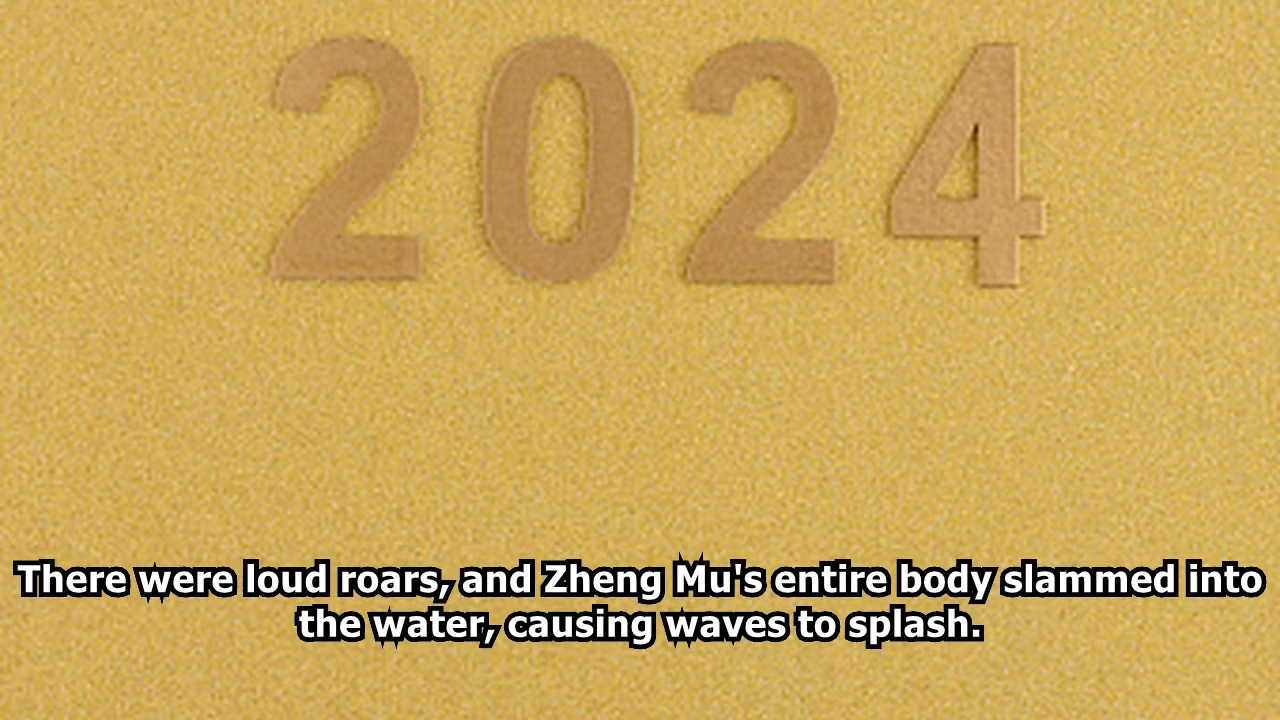 2024
There were loud roars, and Zheng Mu's entire body slammed into
the water, causing waves to splash.